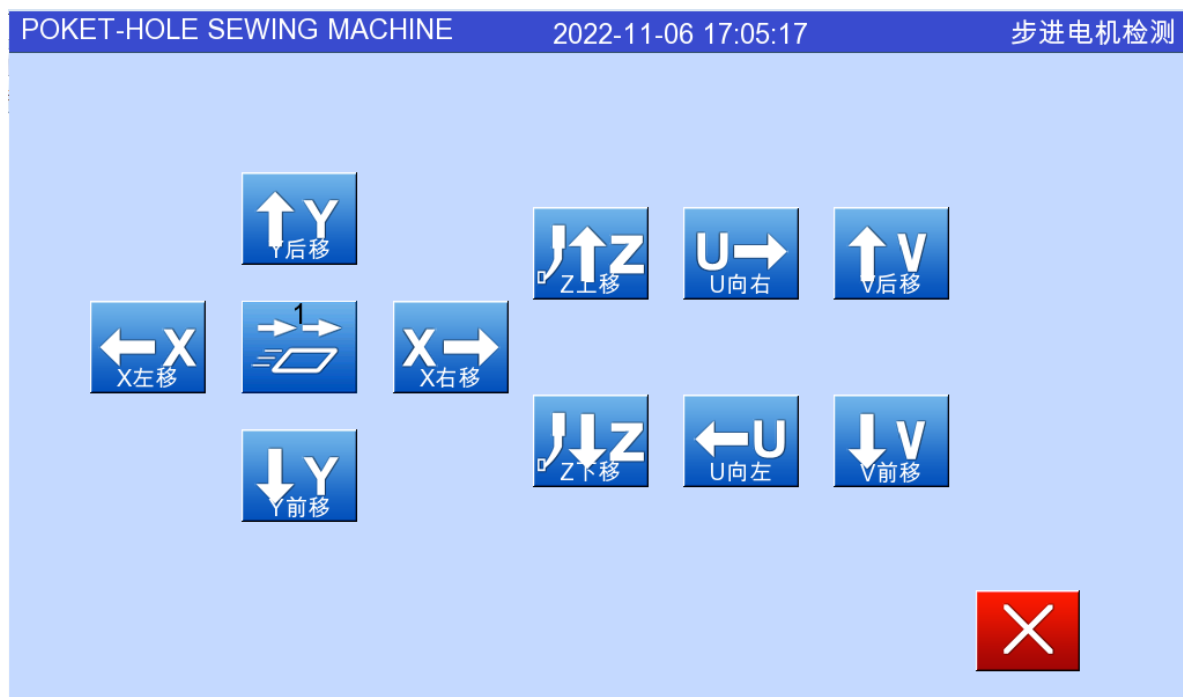 POKET-HOLE SEWING MACHINE 2022-11-06 17:05:17 步进电机检测
Y
Y后移
Z
Z上移
U
U向右
V
V后移
X
X左移
1
X
X右移
Z
Z下移
U
U向左
V
V前移
Y
Y前移